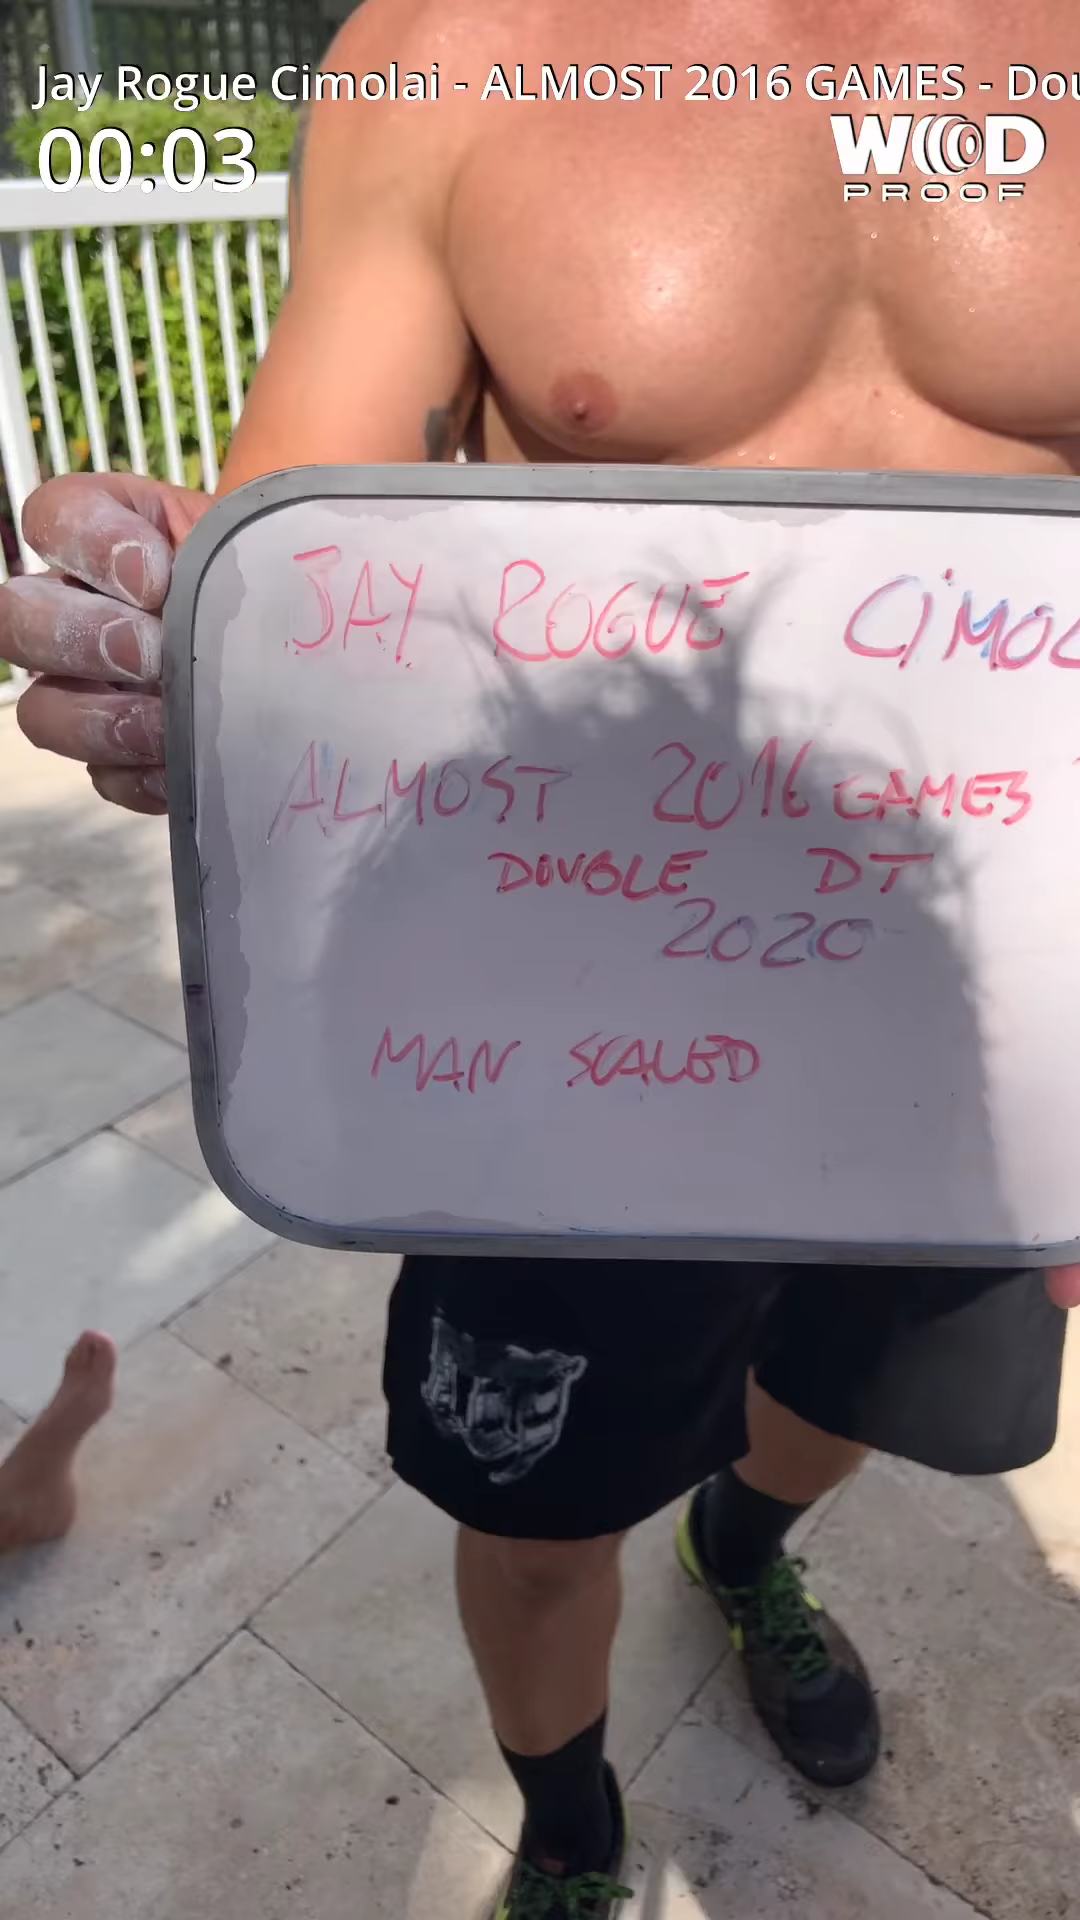 Jay Rogue Cimolai - ALMOST 2016 GAMES - Dou
00:03
WOD
PROOF
JAY ROGUE CIMOL
ALMOST 2016 GAMES
DOUBLE DT
2020
MAN SCALED